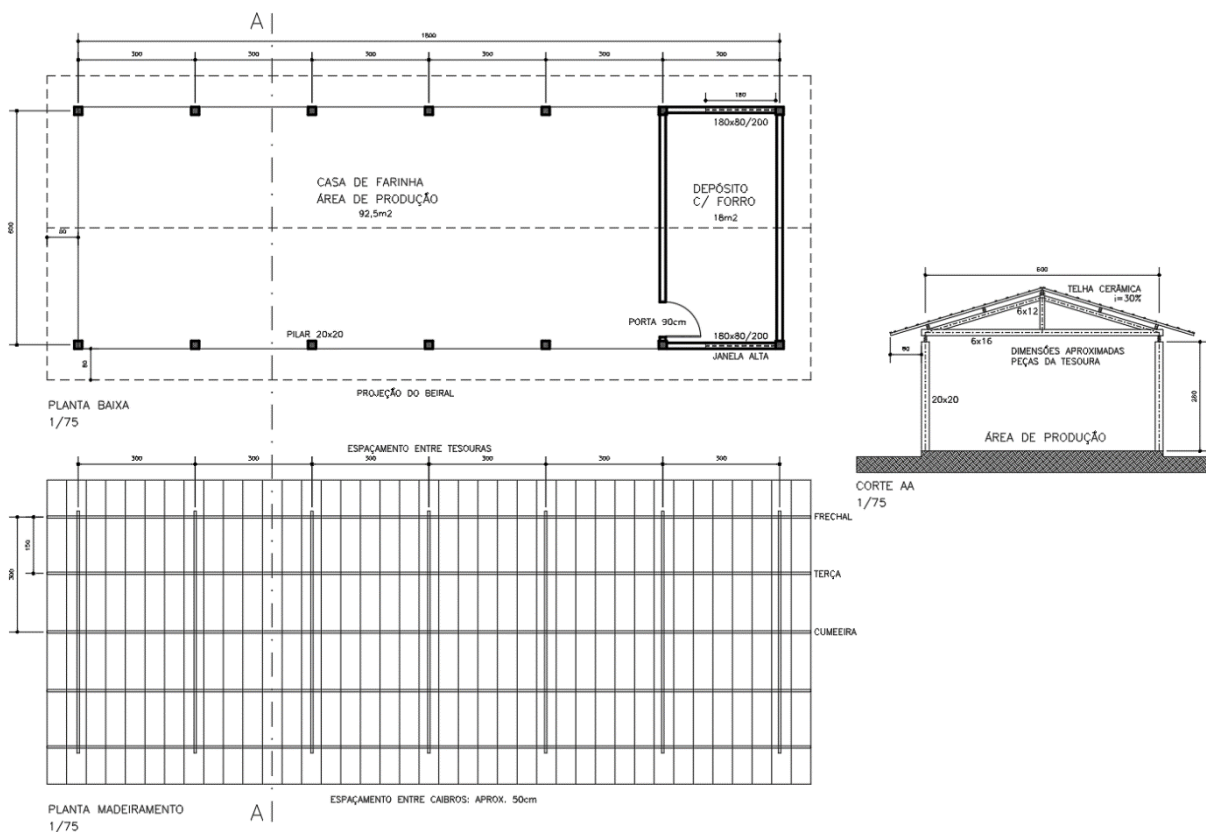 A
1800
300
300
300
300
300
300
180
180x80/200
CASA DE FARINHA
ÁREA DE PRODUÇÃO
92,5m2
DEPÓSITO
C/ FORRO
18m2
600
80
PORTA 90cm
PILAR 20x20
180x80/200
JANELA ALTA
80
PROJEÇÃO DO BEIRAL
PLANTA BAIXA
1/75
600
TELHA CERÂMICA
i=30%
6x12
6x16
DIMENSÕES APROXIMADAS
PEÇAS DA TESOURA
80
20x20
280
ÁREA DE PRODUÇÃO
CORTE AA
1/75
ESPAÇAMENTO ENTRE TESOURAS
300
300
300
300
300
300
FRECHAL
150
300
TERÇA
CUMEEIRA
ESPAÇAMENTO ENTRE CAIBROS: APROX. 50cm
PLANTA MADEIRAMENTO
1/75
A